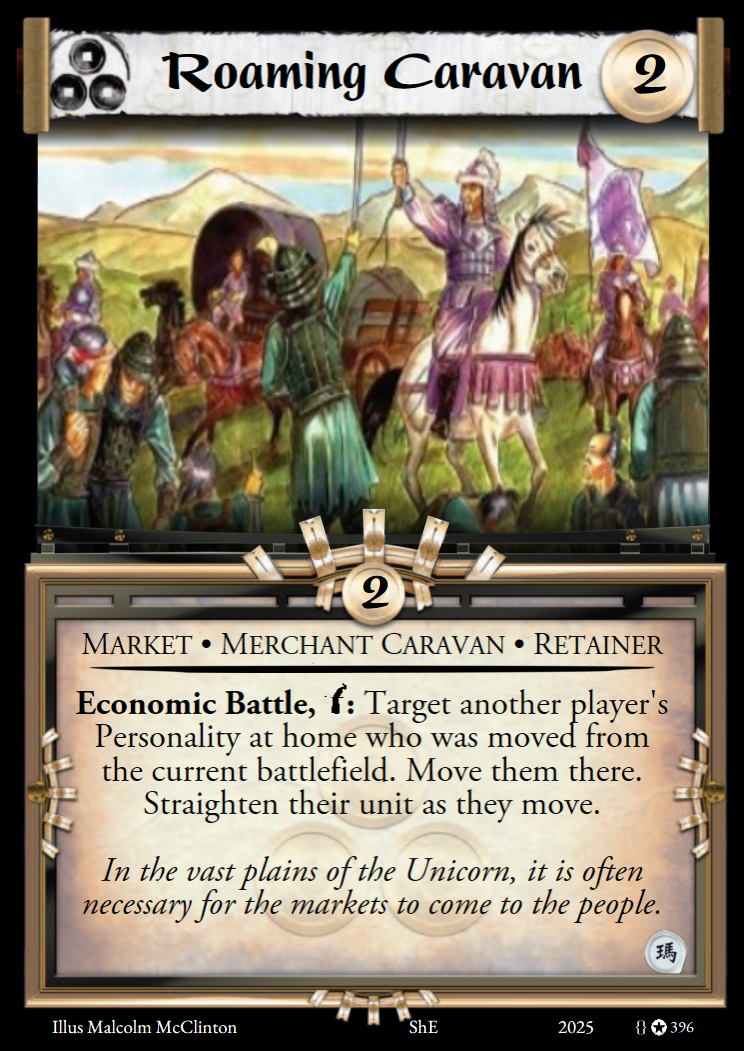 Roaming Caravan 2
2
MARKET • MERCHANT CARAVAN • RETAINER
Economic Battle, : Target another player's
Personality at home who was moved from
the current battlefield. Move them there.
Straighten their unit as they move.
In the vast plains of the Unicorn, it is often
necessary for the markets to come to the people.
瑪
Illus Malcolm McClinton ShE 2025 {} ✪ 396